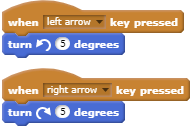 when left arrow key pressed
turn 5 degrees
when right arrow key pressed
turn 5 degrees